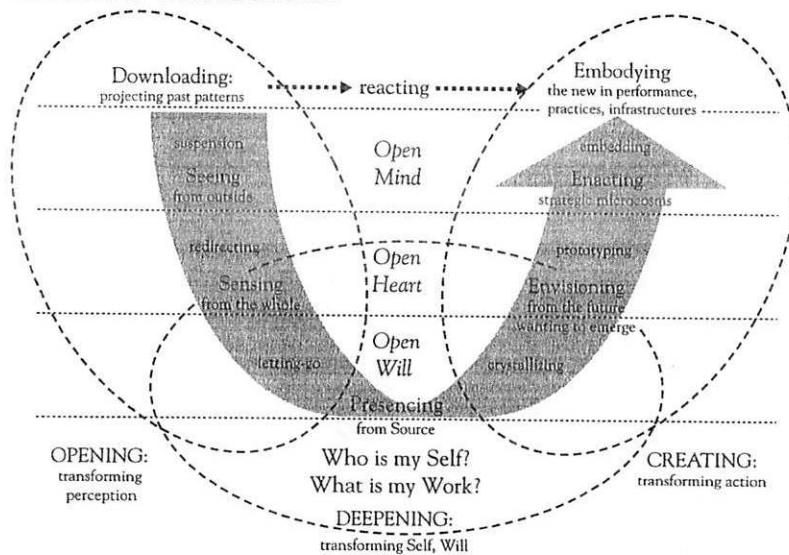 Downloading:
projecting past patterns
reacting
Embodying
the new in performance,
practices, infrastructures
suspension
Seeing
from outside
Open
Mind
embedding
Enacting
strategic microcosms
redirecting
Sensing
from the whole
Open
Heart
prototyping
Envisioning
from the future
wanting to emerge
letting-go
Open
Will
crystallizing
Presencing
from Source
OPENING:
transforming
perception
Who is my Self?
What is my Work?
CREATING:
transforming action
DEEPENING:
transforming Self, Will